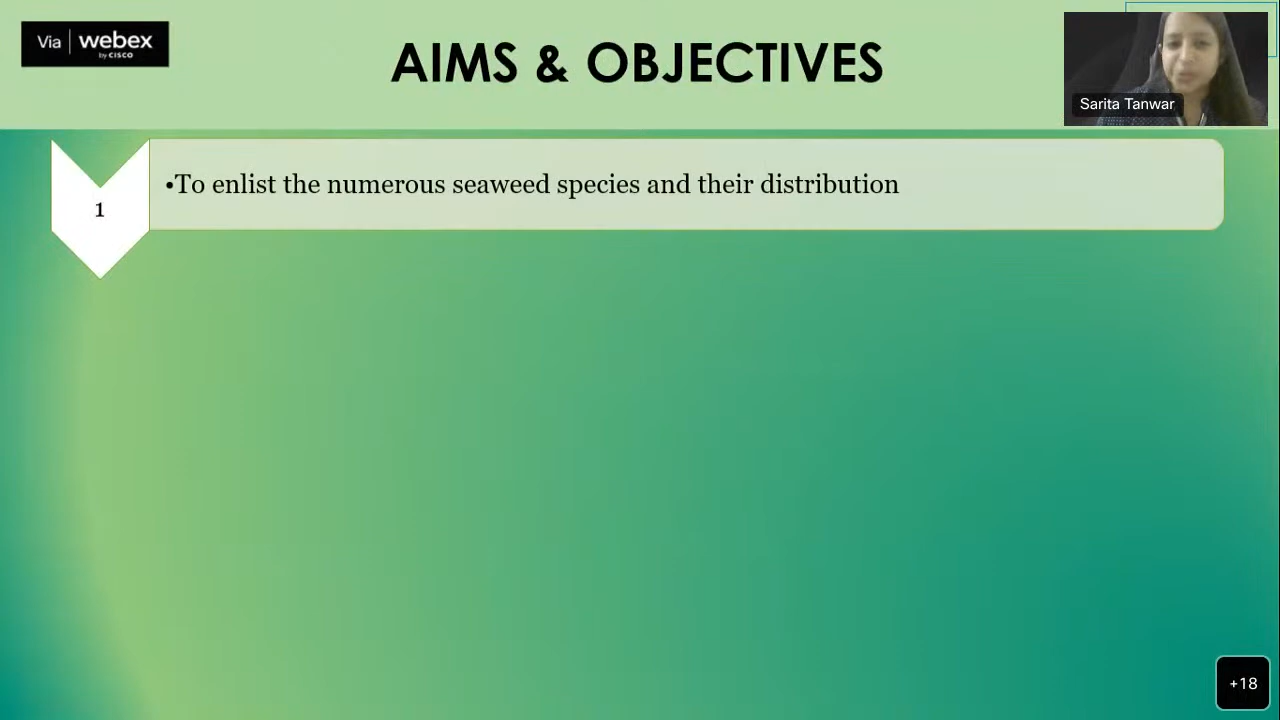 Via webex
by CISCO
AIMS & OBJECTIVES
Sarita Tanwar
1
•To enlist the numerous seaweed species and their distribution
+18